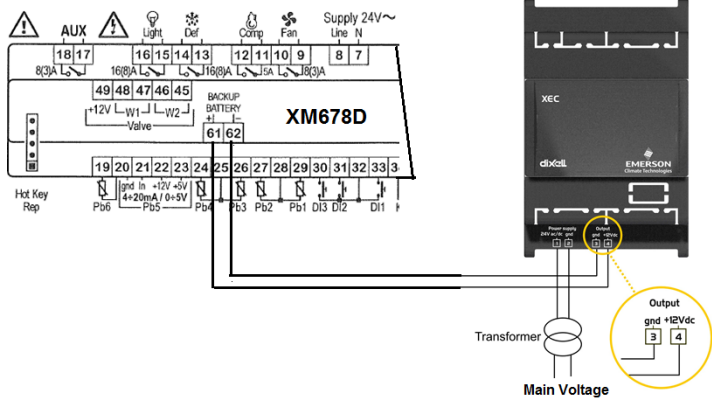 AUX
Light
Def
Comp
Fan
Supply 24V~
Line N
18 17 16 15 14 13 12 11 10 9 8 7
8(3)A 16(8)A 16(8)A 5A 8(3)A
49 48 47 46 45
+12V W1 W2
Valve
BACKUP
BATTERY
+ -
61 62
XM678D
19 20 21 22 23 24 25 26 27 28 29 30 31 32 33 3
gnd In +12V +5V
4÷20mA / 0÷5V
Pb6 Pb5 Pb4 Pb3 Pb2 Pb1 DI3 DI2 DI1
Hot Key
Rep
XEC
dixell
EMERSON
Climate Technologies
Power supply
24V ac/dc gnd
1 2
Output
gnd +12Vdc
3 4
Output
gnd +12Vdc
3 4
Transformer
Main Voltage